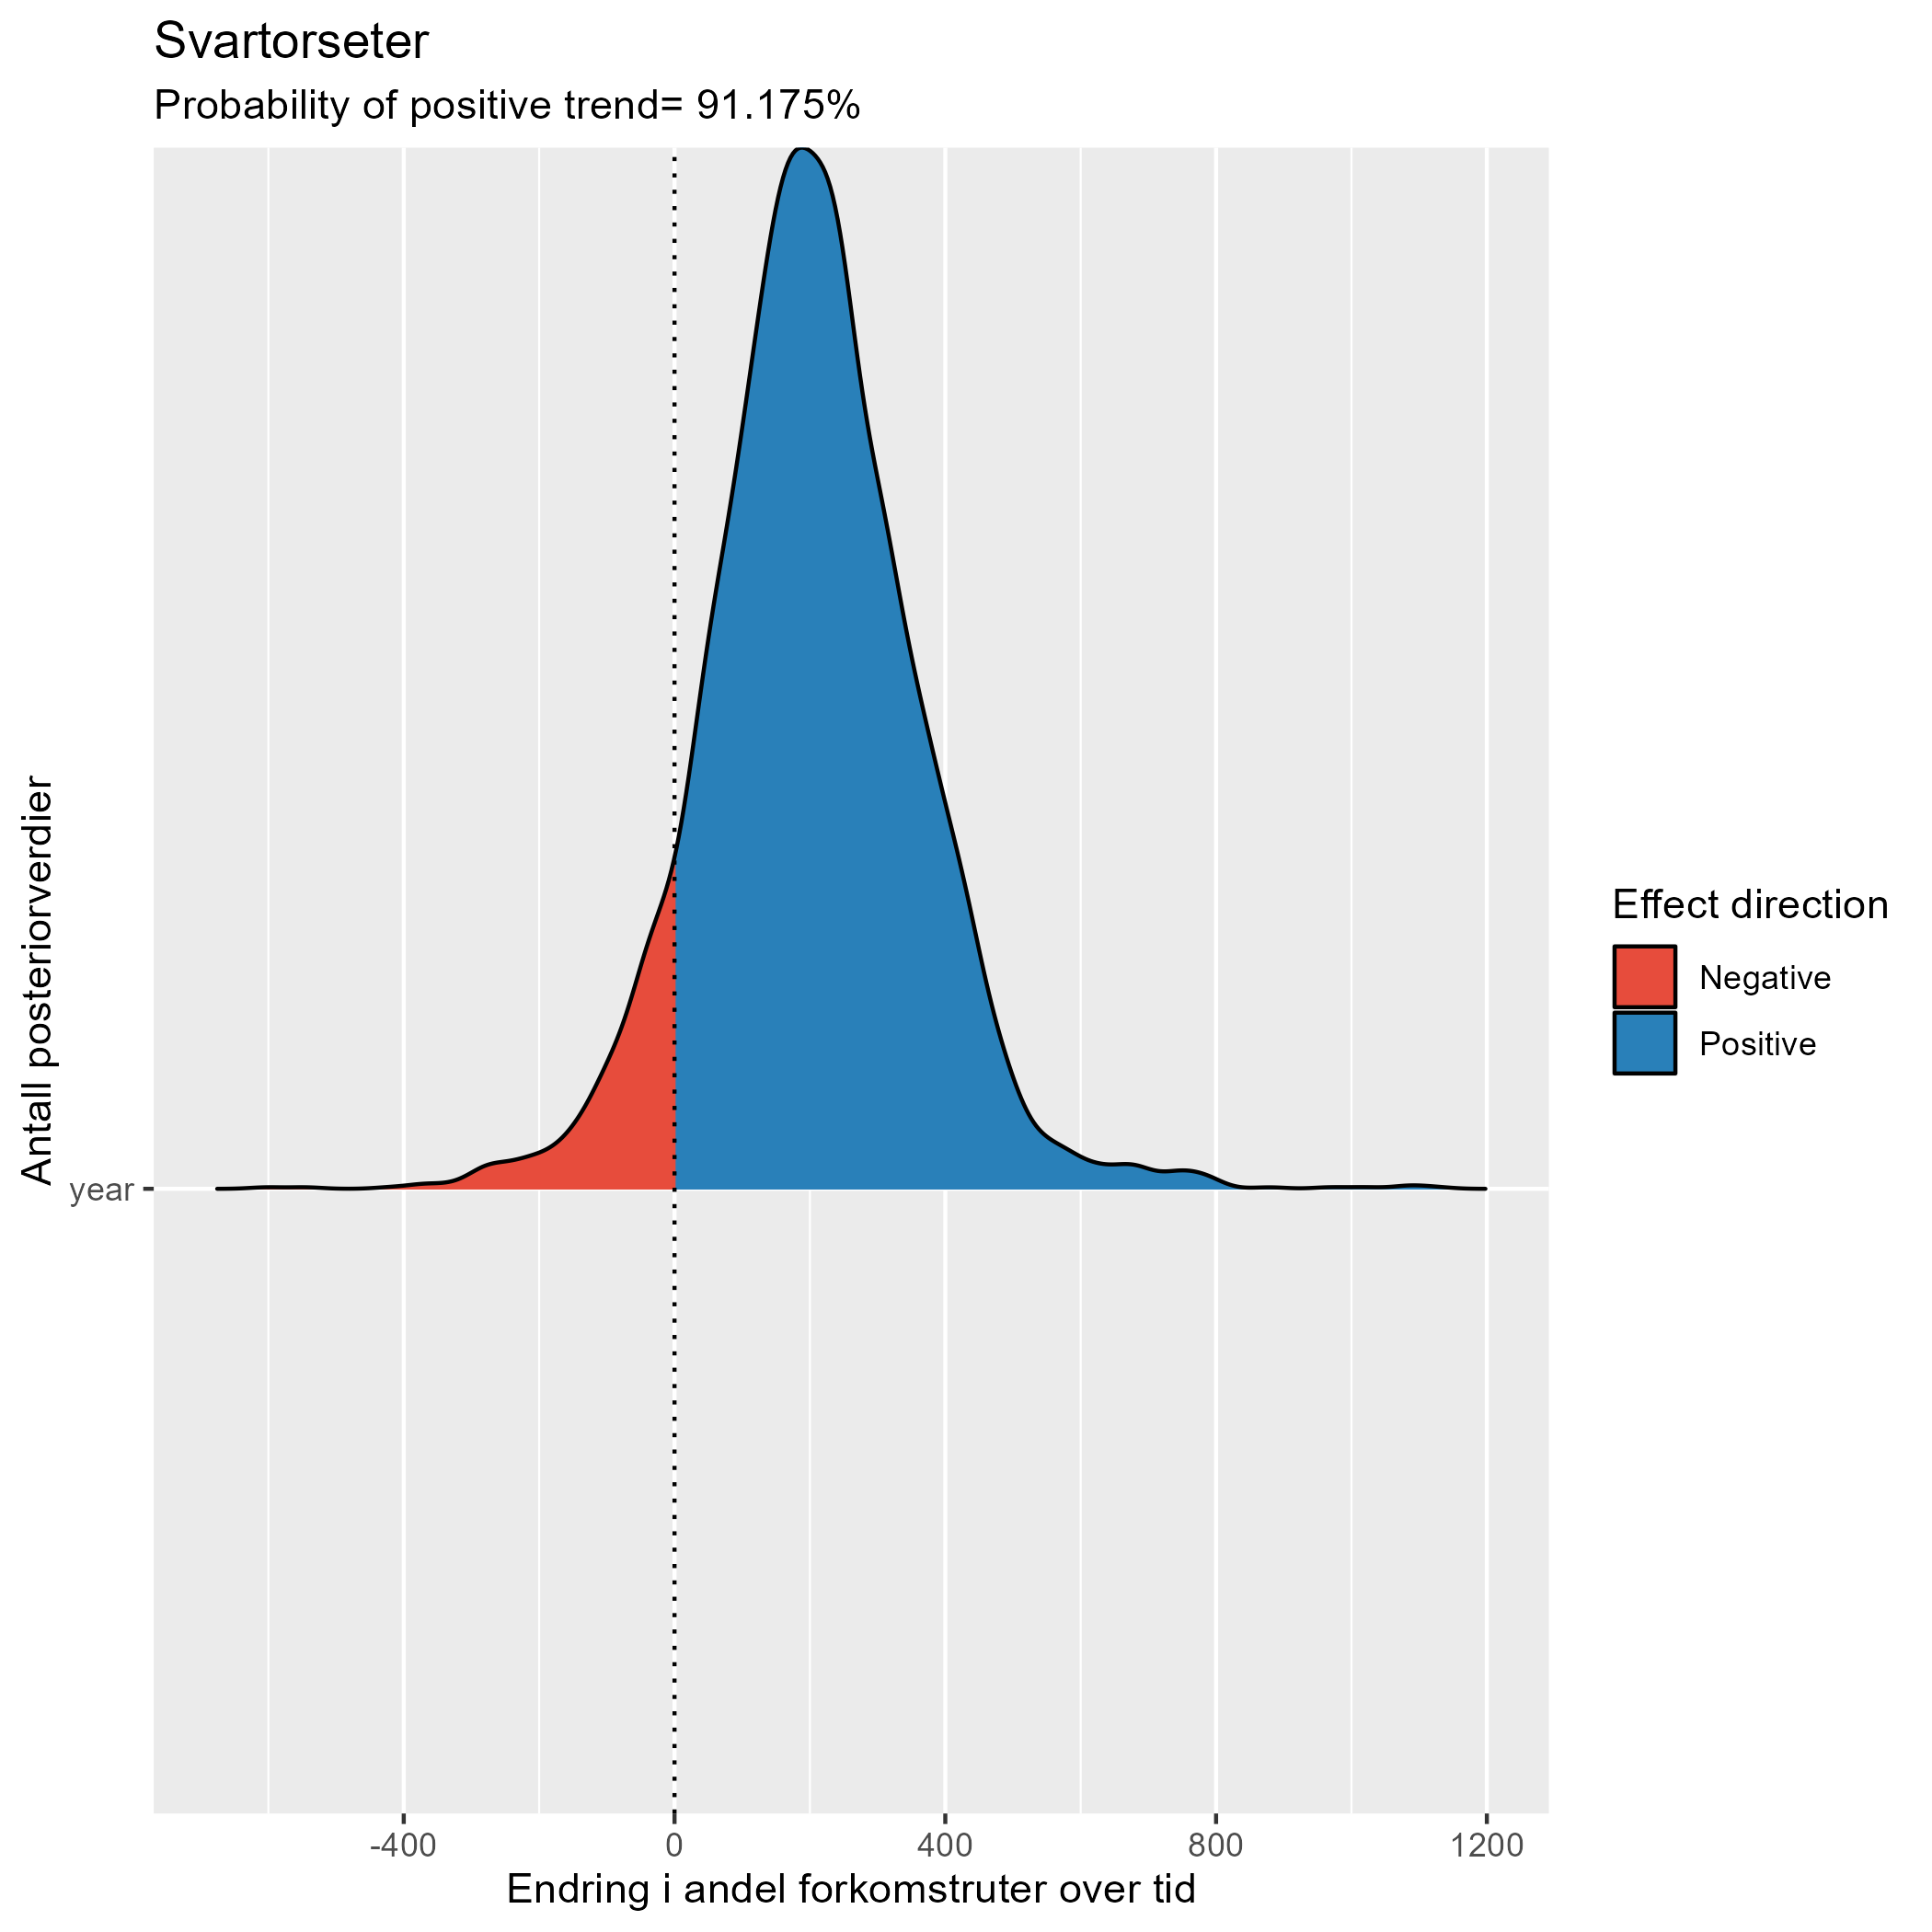 Svartorseter
Probability of positive trend= 91.175%
Antall posteriorverdier
year
Effect direction
Negative
Positive
-400 0 400 800 1200
Endring i andel forkomstruter over tid